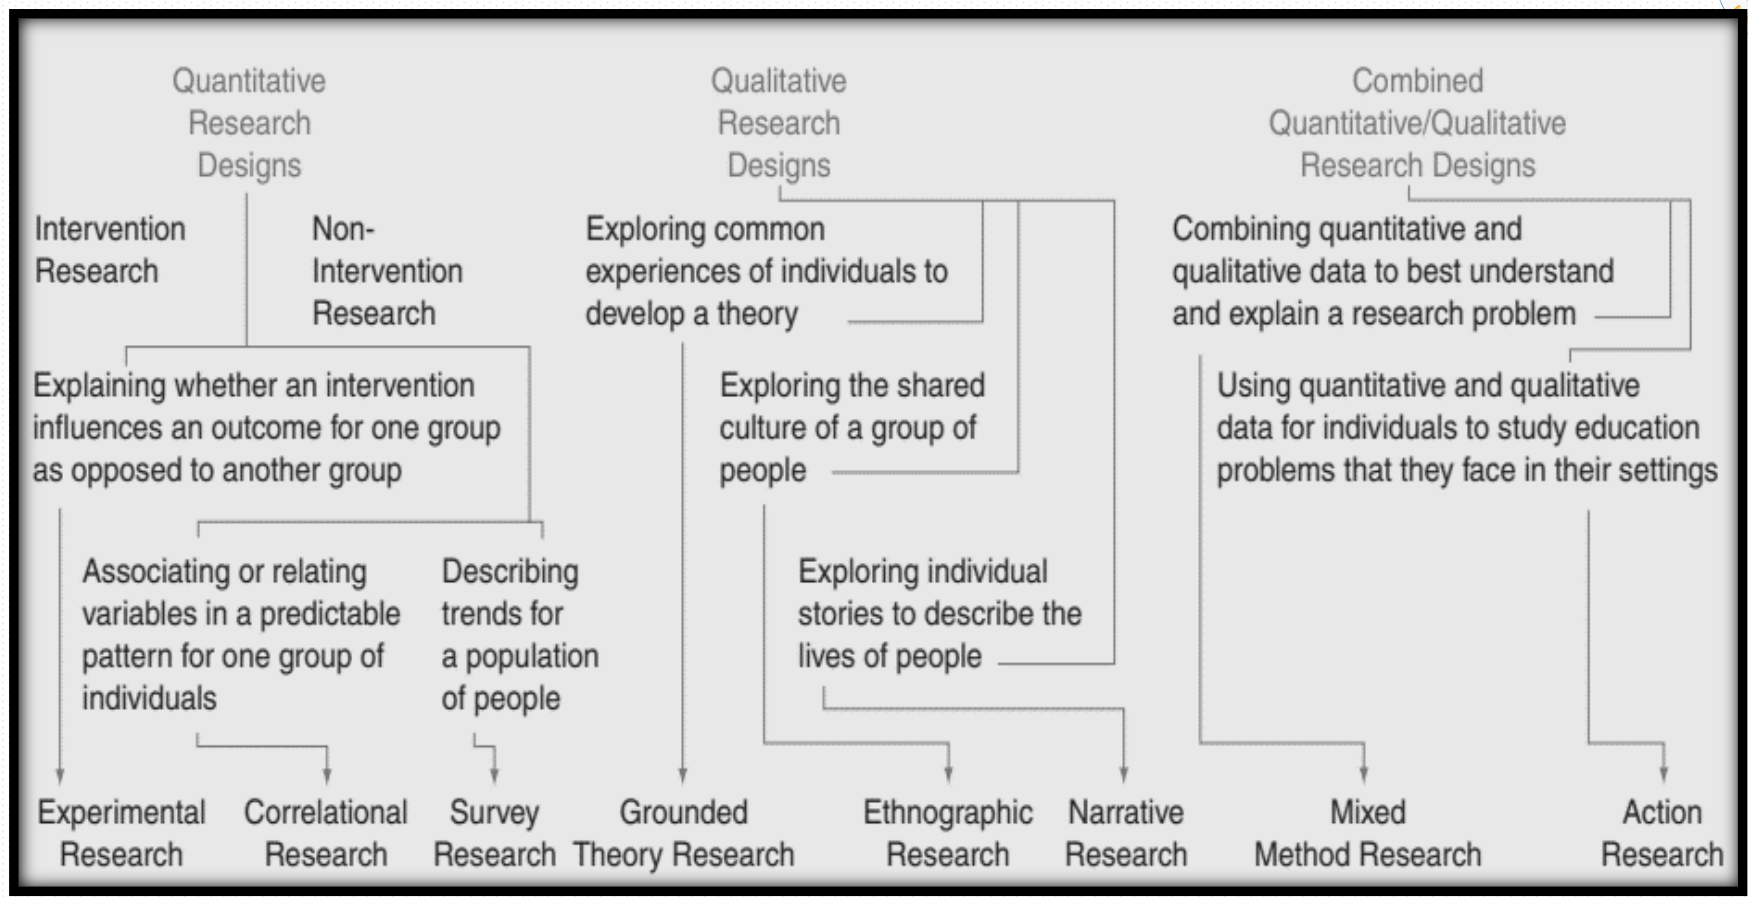 Quantitative
Research
Designs
Intervention
Research
Non-
Intervention
Research
Explaining whether an intervention
influences an outcome for one group
as opposed to another group
Associating or relating
variables in a predictable
pattern for one group of
individuals
Describing
trends for
a population
of people
Experimental
Research
Correlational
Research
Survey
Research
Qualitative
Research
Designs
Exploring common
experiences of individuals to
develop a theory
Exploring the shared
culture of a group of
people
Exploring individual
stories to describe the
lives of people
Grounded
Theory Research
Ethnographic
Research
Narrative
Research
Combined
Quantitative/Qualitative
Research Designs
Combining quantitative and
qualitative data to best understand
and explain a research problem
Using quantitative and qualitative
data for individuals to study education
problems that they face in their settings
Mixed
Method Research
Action
Research